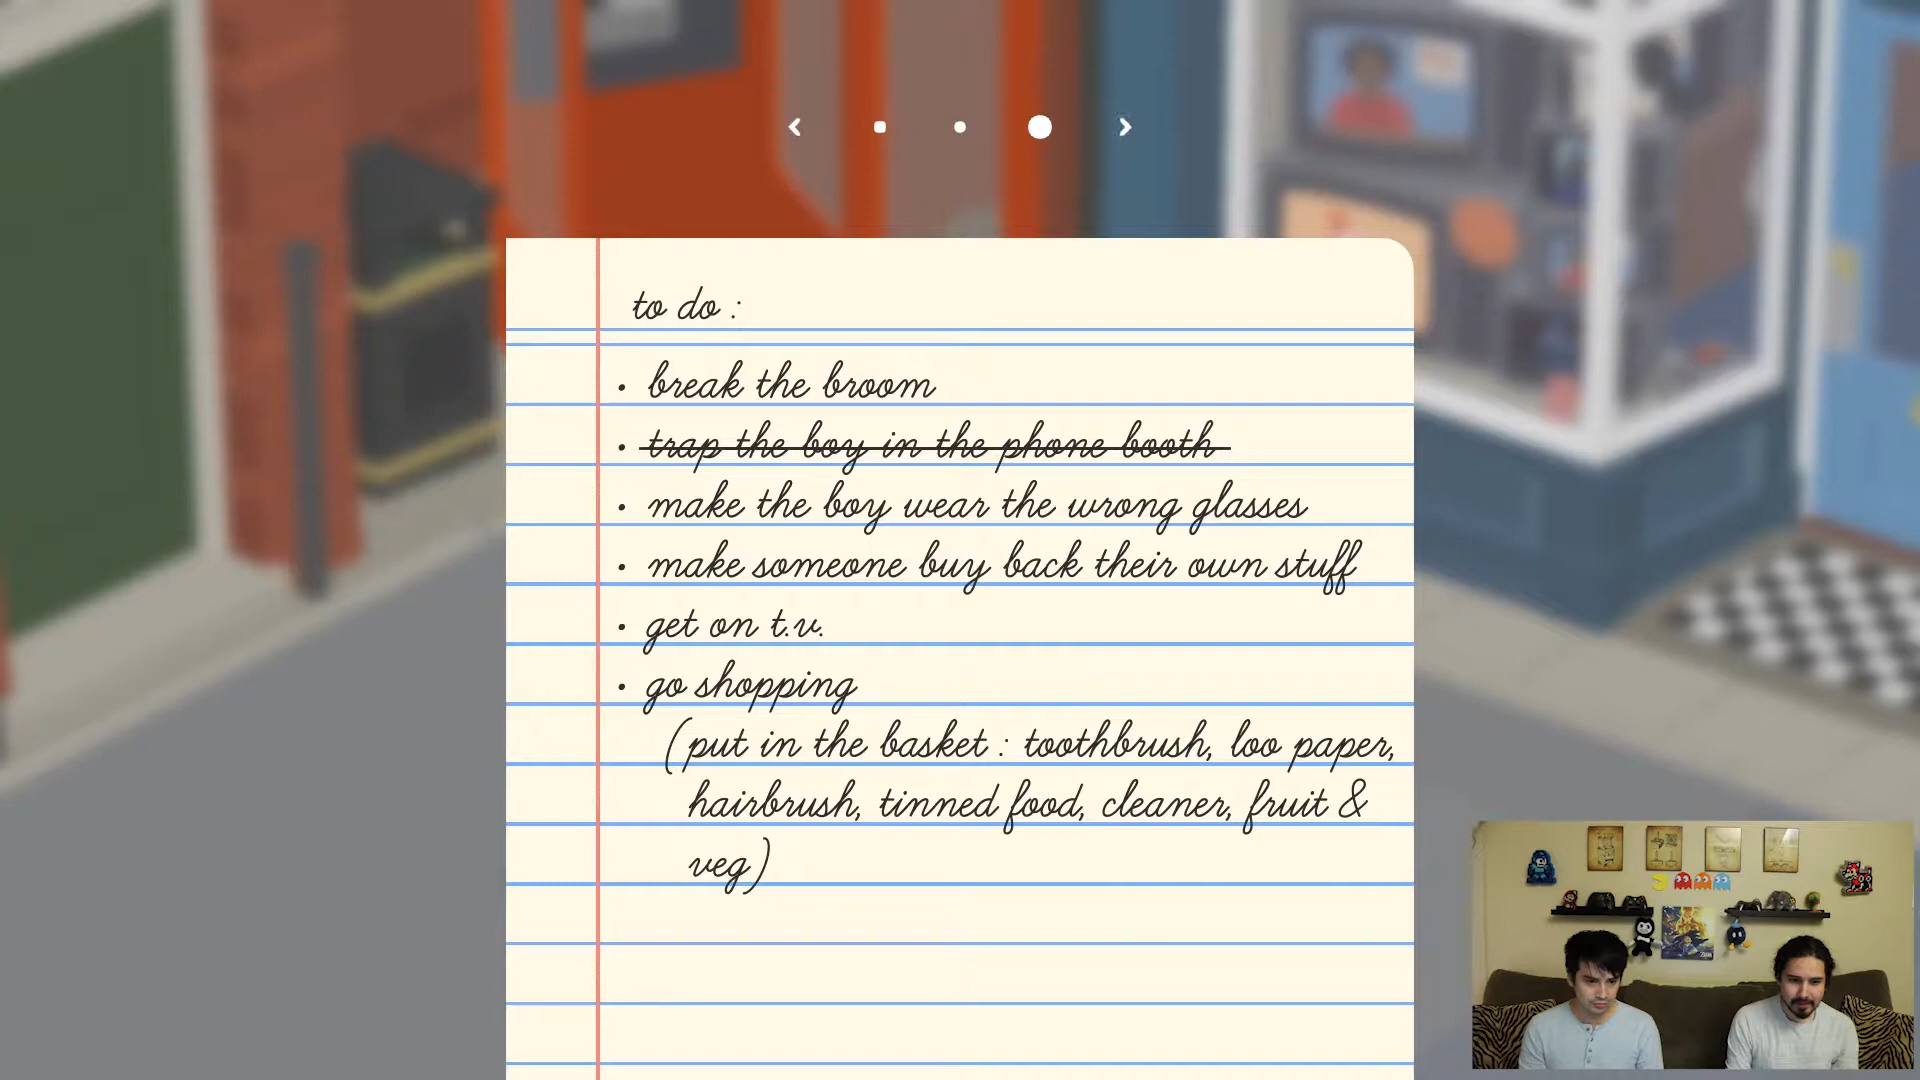 to do :
• break the broom
• trap the boy in the phone booth
• make the boy wear the wrong glasses
• make someone buy back their own stuff
• get on t.v.
• go shopping
(put in the basket : toothbrush, loo paper,
hairbrush, tinned food, cleaner, fruit &
veg)